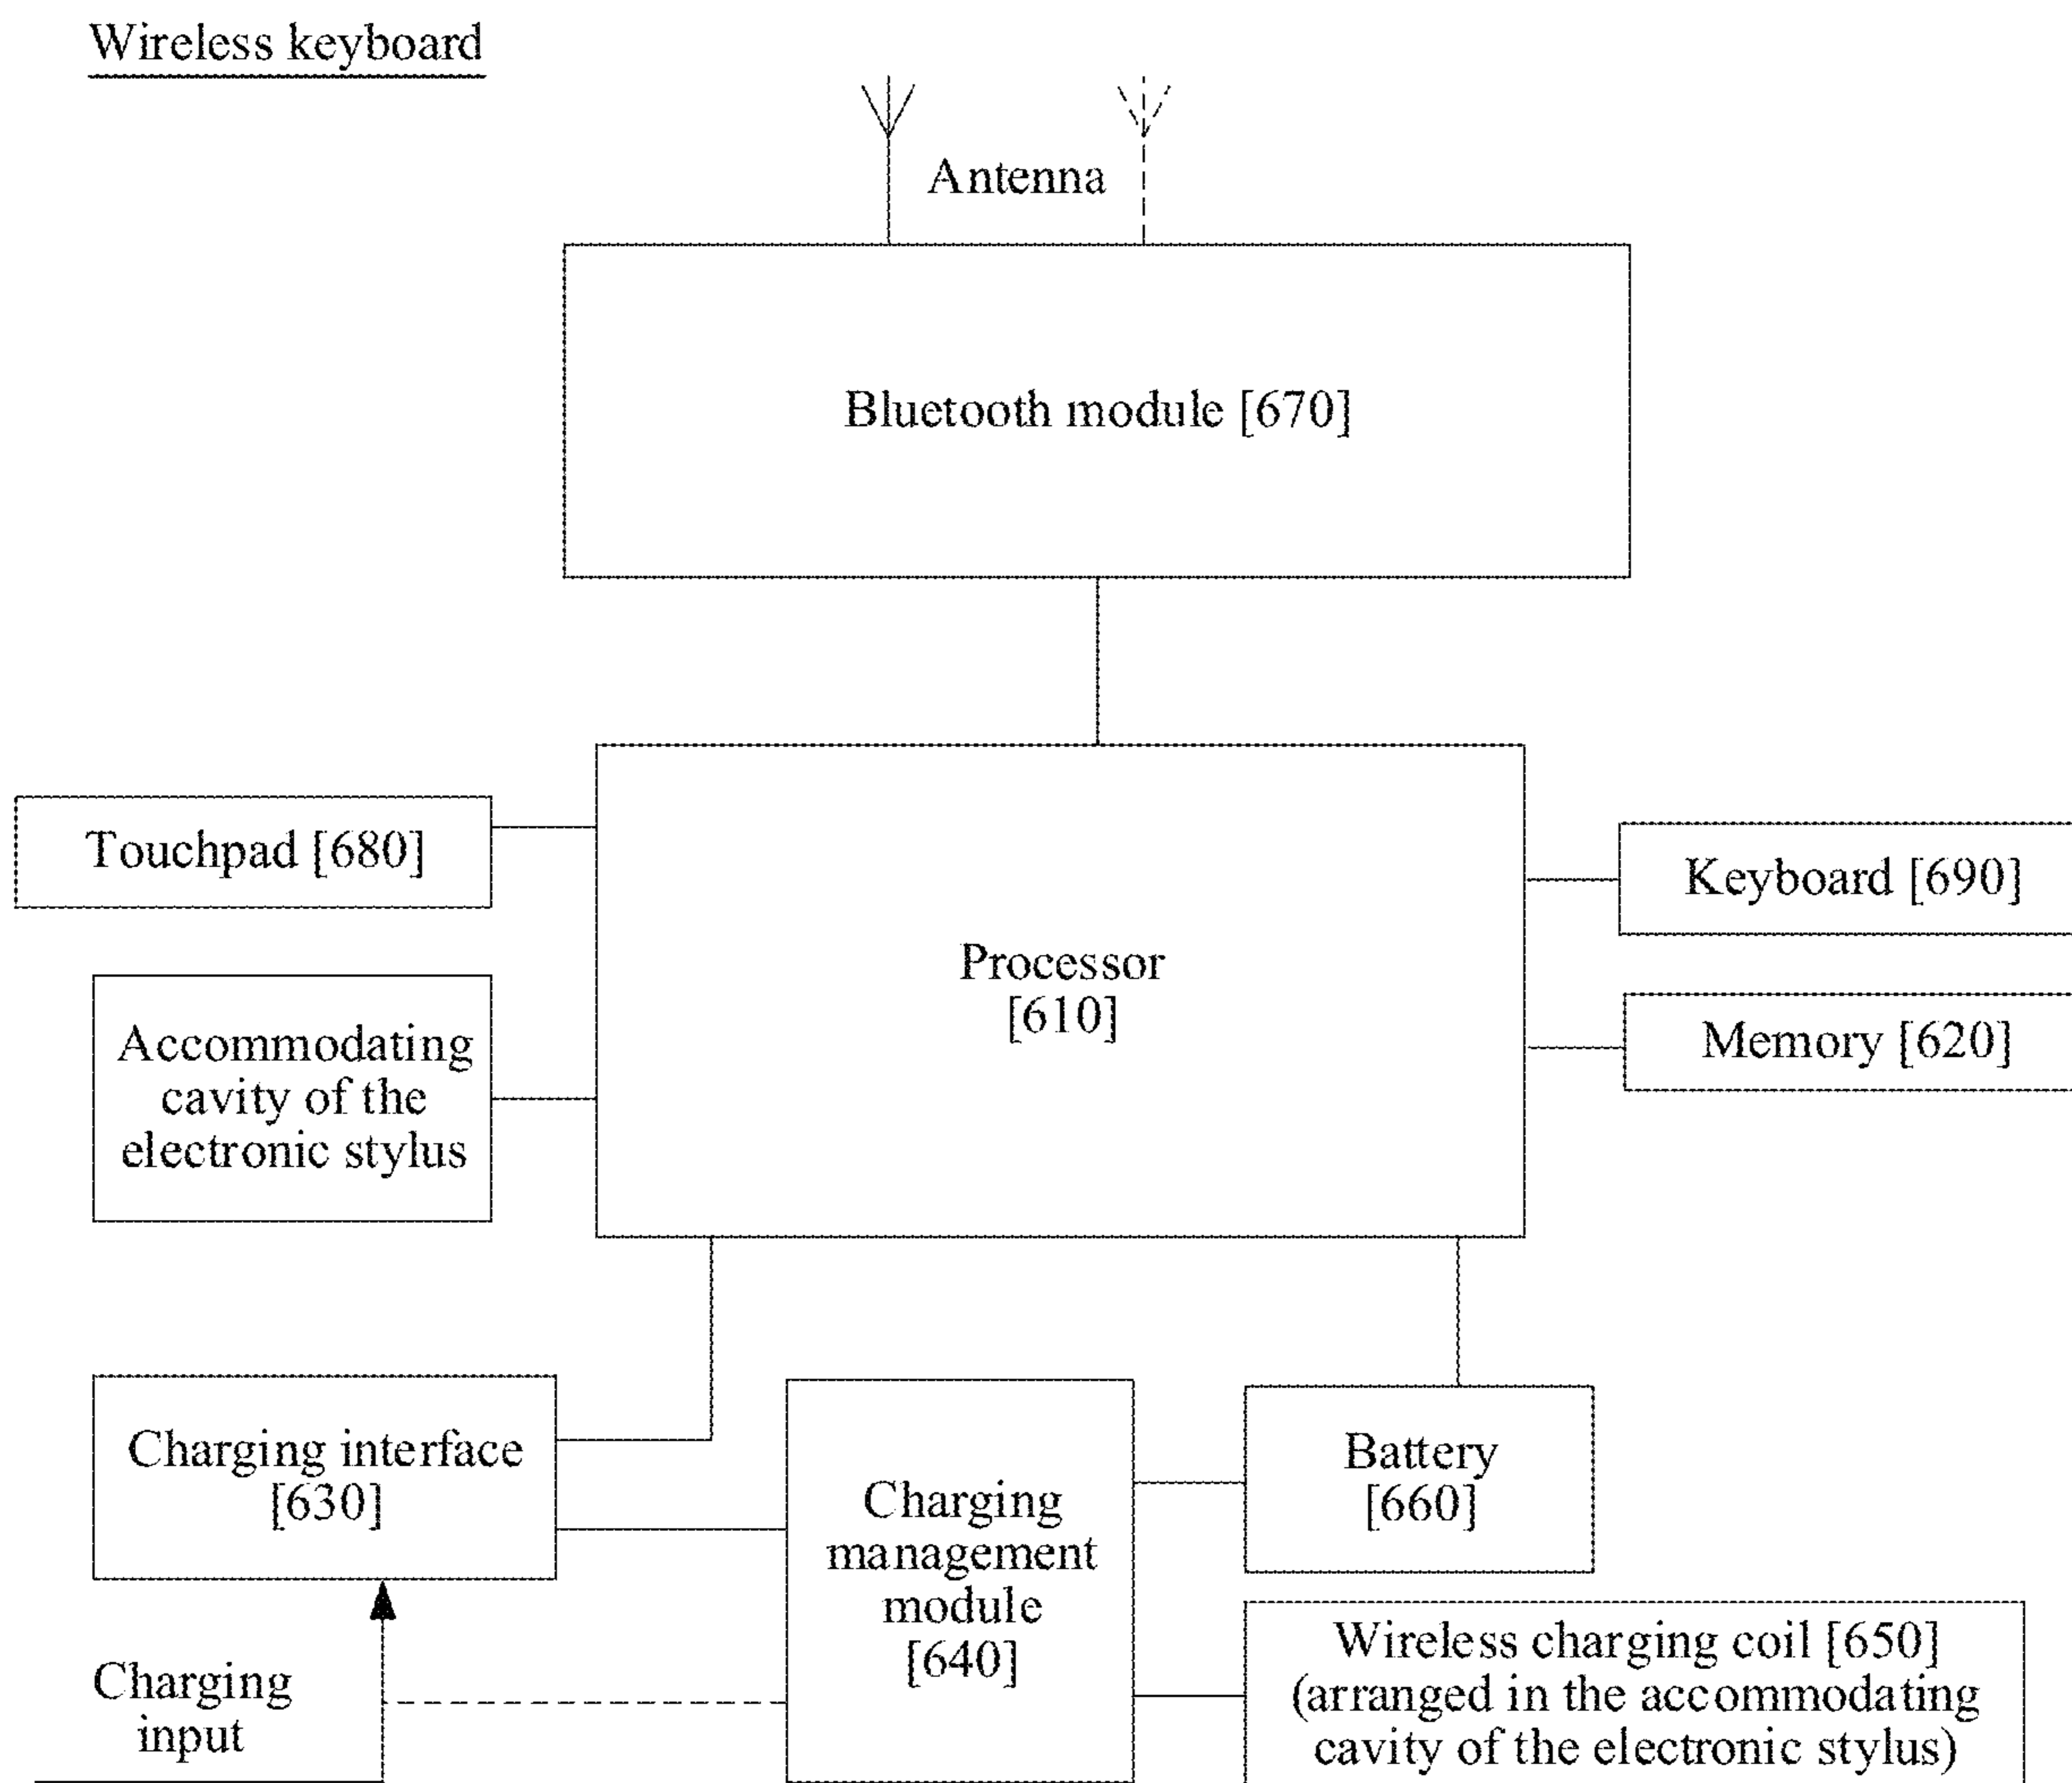 Wireless keyboard
Antenna
Bluetooth module [670]
Touchpad [680]
Keyboard [690]
Processor
[610]
Memory [620]
Accommodating
cavity of the
electronic stylus
Charging interface
[630]
Charging
management
module
[640]
Battery
[660]
Charging
input
Wireless charging coil [650]
(arranged in the accommodating
cavity of the electronic stylus)